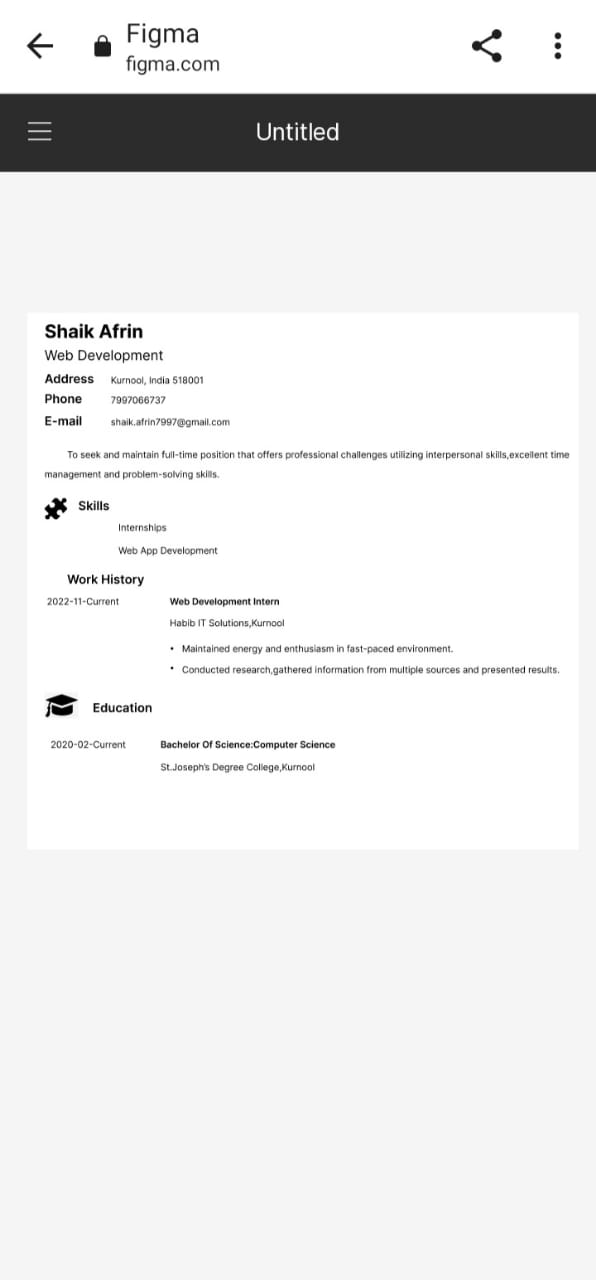 Figma
figma.com
Untitled
Shaik Afrin
Web Development
Address Kurnool, India 518001
Phone 7997066737
E-mail shaik.afrin7997@gmail.com
To seek and maintain full-time position that offers professional challenges utilizing interpersonal skills,excellent time
management and problem-solving skills.
Skills
Internships
Web App Development
Work History
2022-11-Current Web Development Intern
Habib IT Solutions,Kurnool
• Maintained energy and enthusiasm in fast-paced environment.
• Conducted research,gathered information from multiple sources and presented results.
Education
2020-02-Current Bachelor Of Science:Computer Science
St.Joseph's Degree College,Kurnool